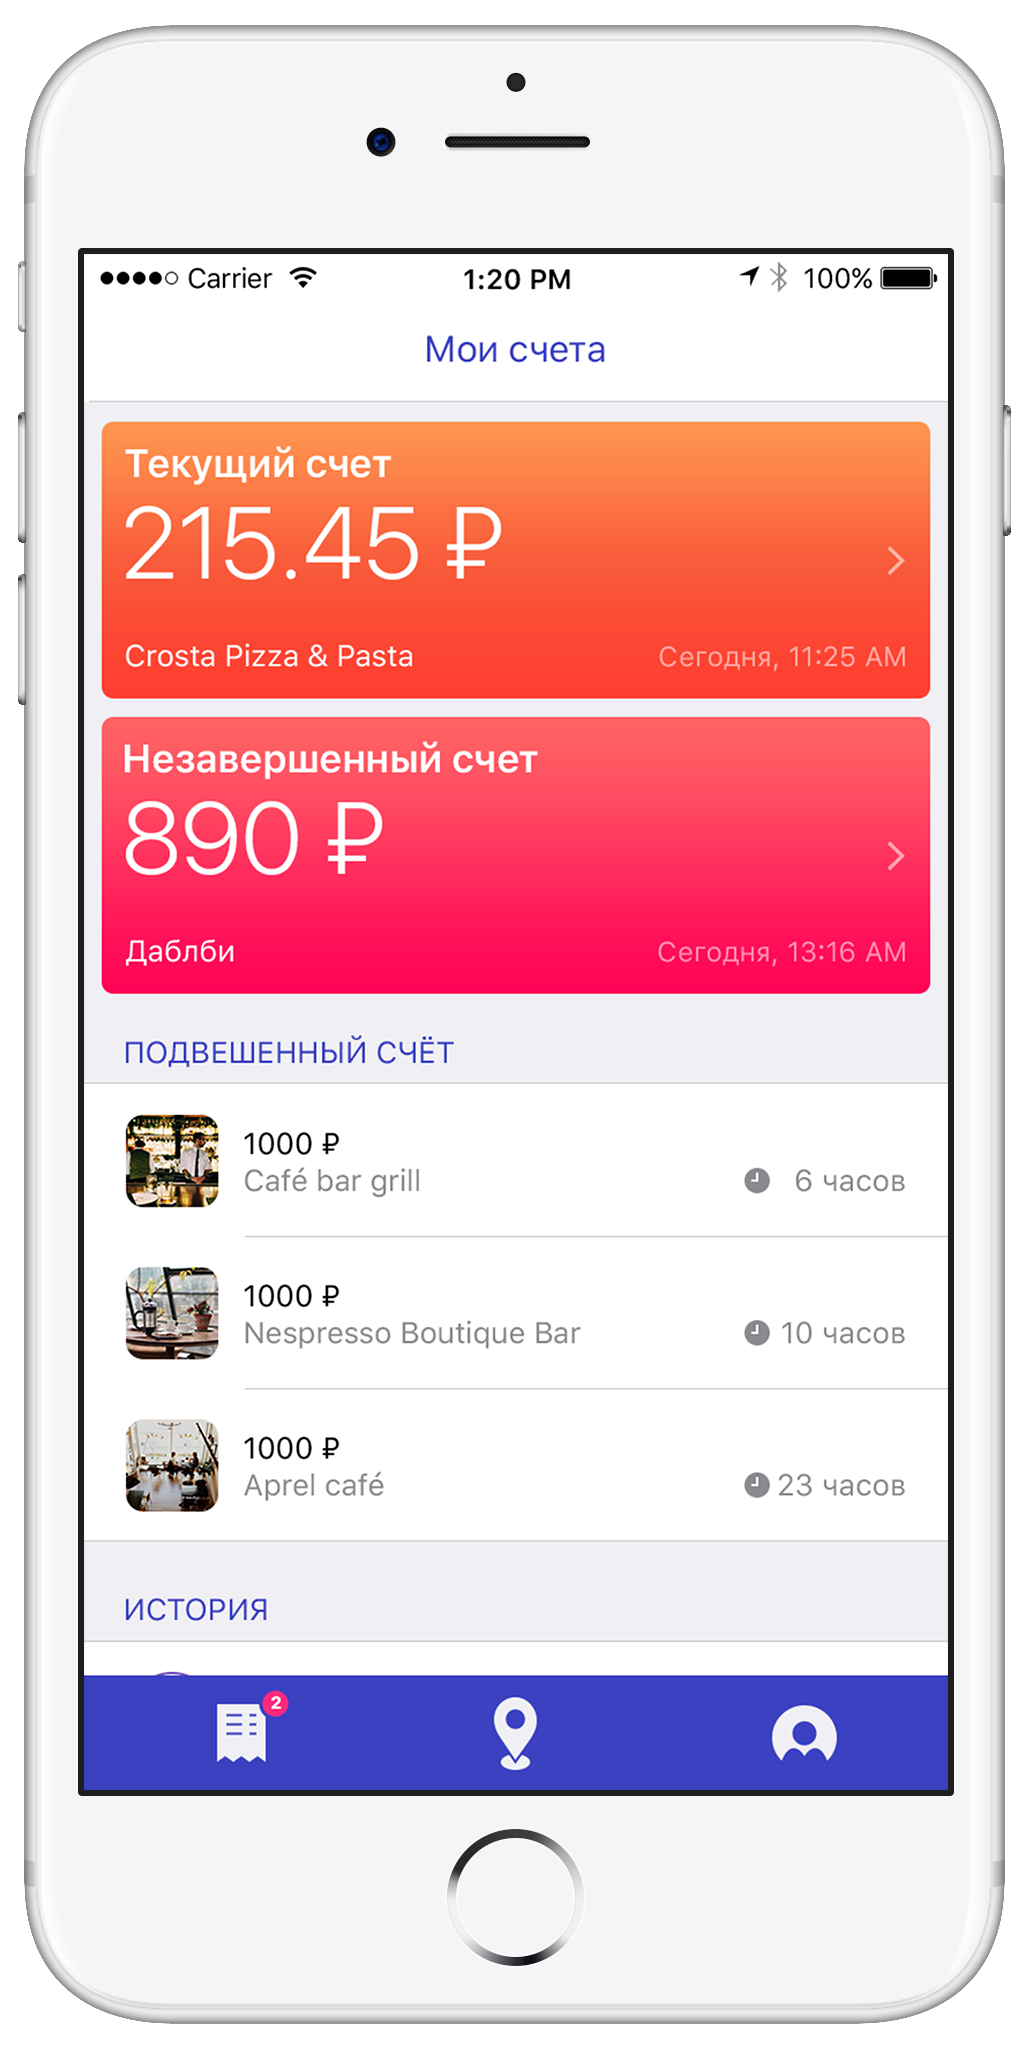 Carrier 1:20 PM 100%
Мои счета
Текущий счет
215.45 ₽
Crosta Pizza & Pasta Сегодня, 11:25 AM
Незавершенный счет
890 ₽
Даблби Сегодня, 13:16 AM
ПОДВЕШЕННЫЙ СЧЁТ
1000 ₽
Café bar grill 6 часов
1000 ₽
Nespresso Boutique Bar 10 часов
1000 ₽
Aprel café 23 часов
ИСТОРИЯ
2